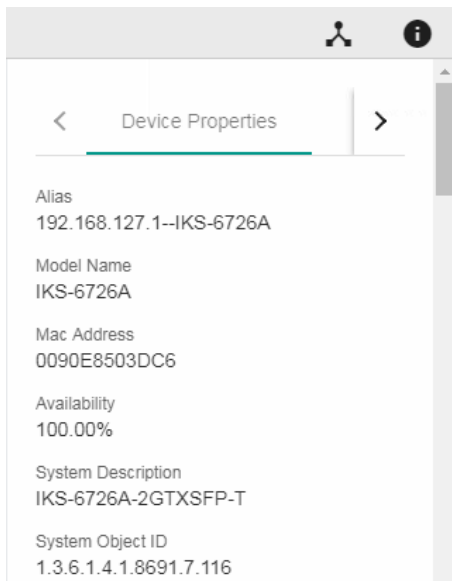 Device Properties
Alias
192.168.127.1--IKS-6726A
Model Name
IKS-6726A
Mac Address
0090E8503DC6
Availability
100.00%
System Description
IKS-6726A-2GTXSFP-T
System Object ID
1.3.6.1.4.1.8691.7.116